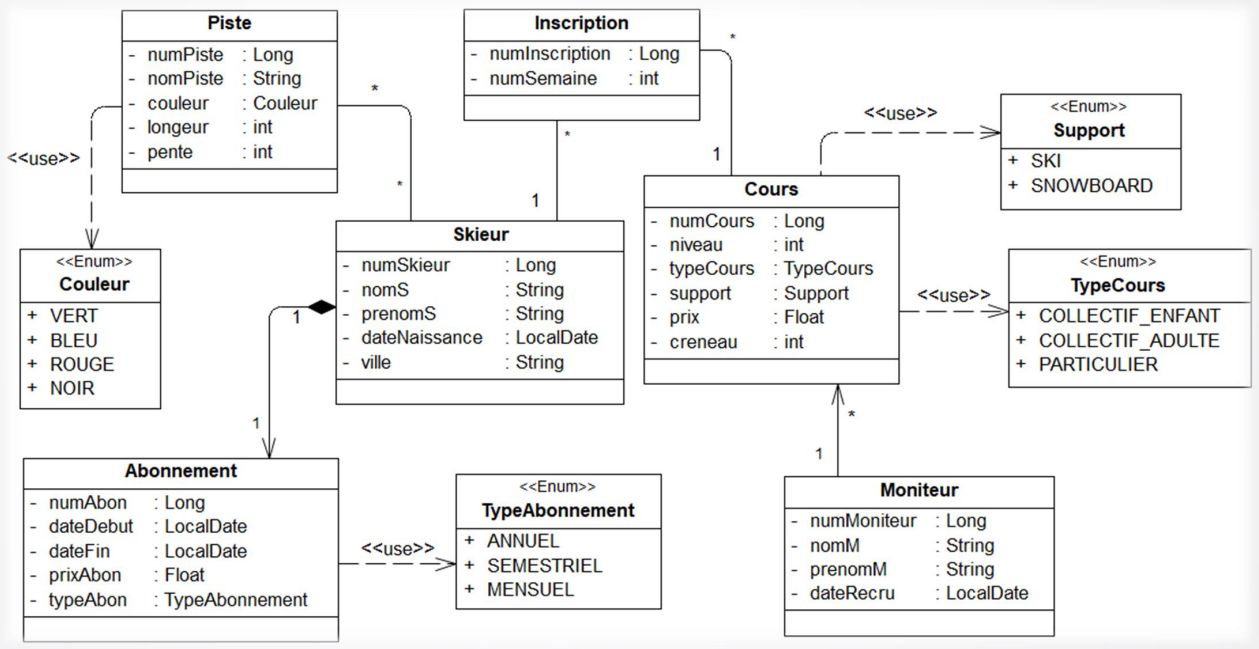 Piste
- numPiste : Long
- nomPiste : String
- couleur : Couleur
- longeur : int
- pente : int
Inscription
- numInscription : Long
- numSemaine : int
*
*
*
*
1
1
<<use>>
<<use>>
<<Enum>>
Support
+ SKI
+ SNOWBOARD
Cours
- numCours : Long
- niveau : int
- typeCours : TypeCours
- support : Support
- prix : Float
- creneau : int
Skieur
- numSkieur : Long
- nomS : String
- prenomS : String
- dateNaissance : LocalDate
- ville : String
<<Enum>>
Couleur
+ VERT
+ BLEU
+ ROUGE
+ NOIR
<<use>>
<<Enum>>
TypeCours
+ COLLECTIF_ENFANT
+ COLLECTIF_ADULTE
+ PARTICULIER
1
1
*
1
Abonnement
- numAbon : Long
- dateDebut : LocalDate
- dateFin : LocalDate
- prixAbon : Float
- typeAbon : TypeAbonnement
<<use>>
<<Enum>>
TypeAbonnement
+ ANNUEL
+ SEMESTRIEL
+ MENSUEL
Moniteur
- numMoniteur : Long
- nomM : String
- prenomM : String
- dateRecru : LocalDate